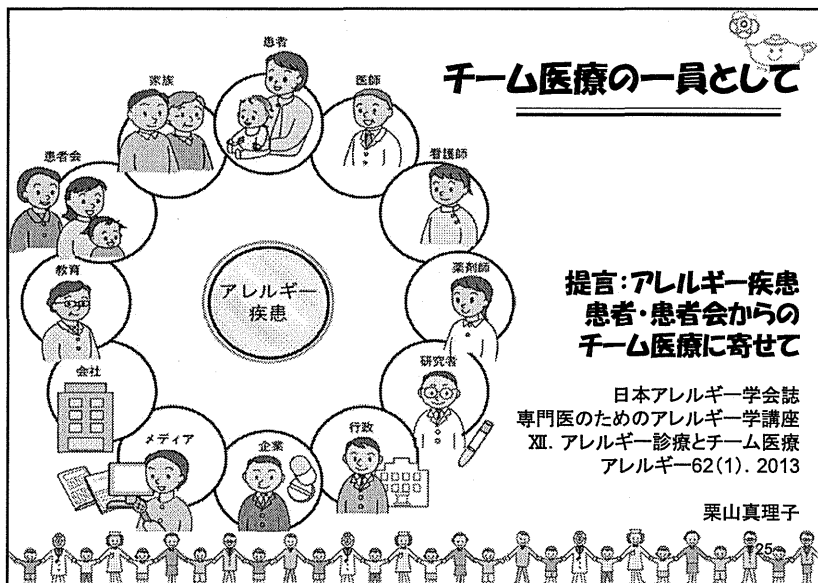 チーム医療の一員として
患者
家族
医師
患者会
看護師
教育
アレルギー
疾患
薬剤師
会社
研究者
メディア
企業
行政
提言:アレルギー疾患
患者・患者会からの
チーム医療に寄せて
日本アレルギー学会誌
専門医のためのアレルギー学講座
XII. アレルギー診療とチーム医療
アレルギー62(1). 2013
栗山真理子
25